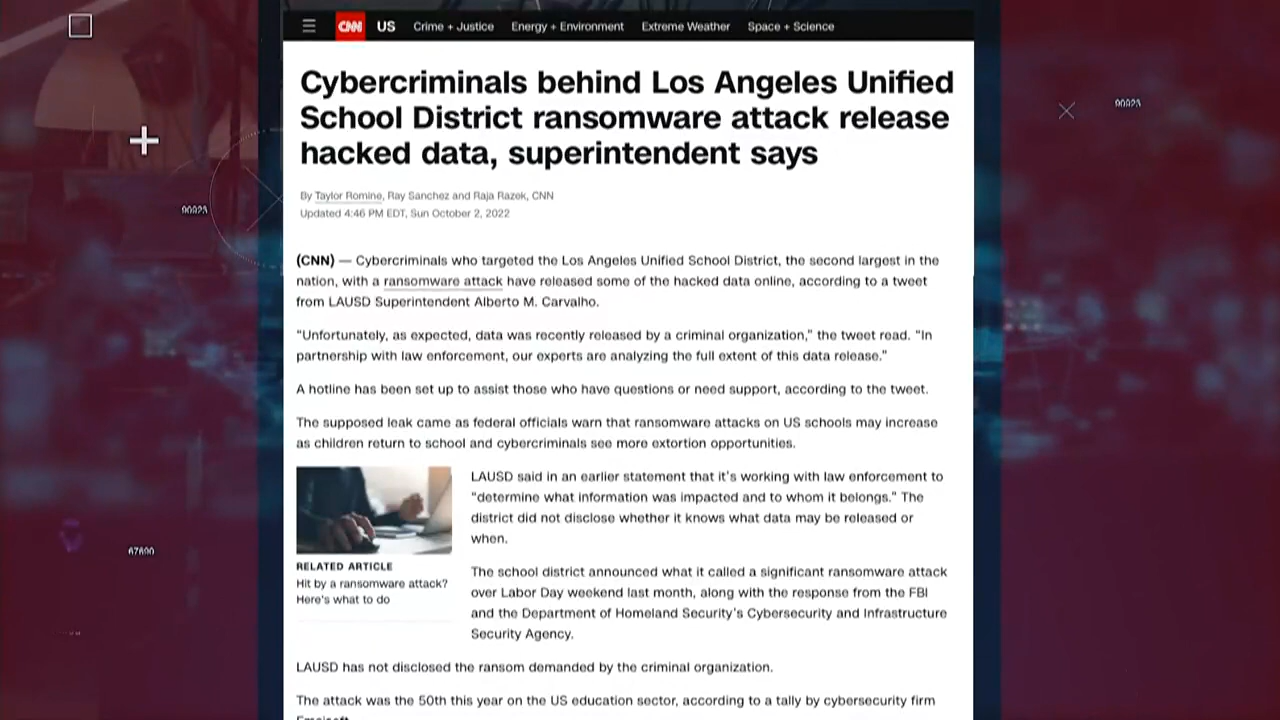 CNN US Crime + Justice Energy + Environment Extreme Weather Space + Science
Cybercriminals behind Los Angeles Unified
School District ransomware attack release
hacked data, superintendent says
90823
90823
By Taylor Romine, Ray Sanchez and Raja Razek, CNN
Updated 4:46 PM EDT, Sun October 2, 2022
(CNN) — Cybercriminals who targeted the Los Angeles Unified School District, the second largest in the
nation, with a ransomware attack have released some of the hacked data online, according to a tweet
from LAUSD Superintendent Alberto M. Carvalho.
"Unfortunately, as expected, data was recently released by a criminal organization," the tweet read. "In
partnership with law enforcement, our experts are analyzing the full extent of this data release."
A hotline has been set up to assist those who have questions or need support, according to the tweet.
The supposed leak came as federal officials warn that ransomware attacks on US schools may increase
as children return to school and cybercriminals see more extortion opportunities.
LAUSD said in an earlier statement that it's working with law enforcement to
"determine what information was impacted and to whom it belongs." The
district did not disclose whether it knows what data may be released or
when.
67690
RELATED ARTICLE
Hit by a ransomware attack?
Here's what to do
The school district announced what it called a significant ransomware attack
over Labor Day weekend last month, along with the response from the FBI
and the Department of Homeland Security's Cybersecurity and Infrastructure
Security Agency.
LAUSD has not disclosed the ransom demanded by the criminal organization.
The attack was the 50th this year on the US education sector, according to a tally by cybersecurity firm